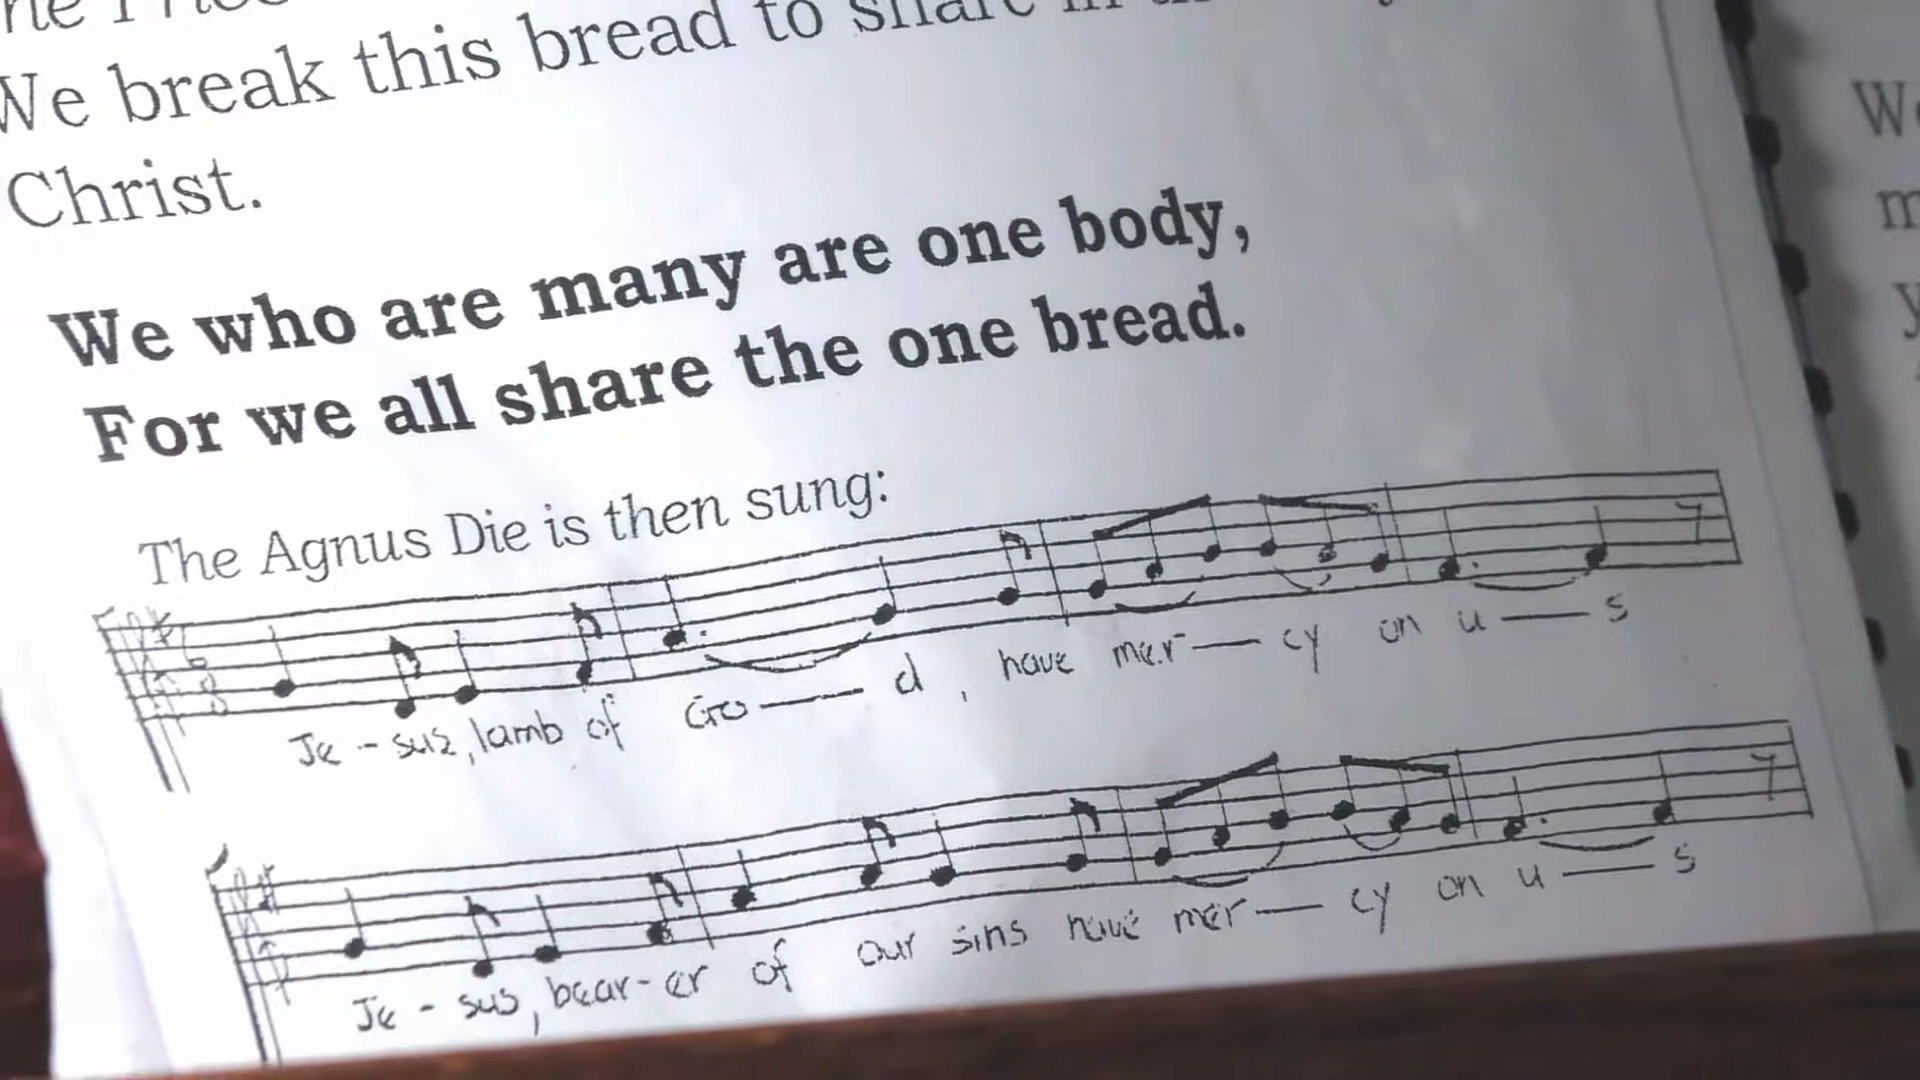 We break this bread to share in
Christ.
We who are many are one body,
For we all share the one bread.
The Agnus Die is then sung:
Je - sus, lamb of Go — d, have mer — cy on u — s
Je - sus, bear-er of our sins have mer — cy on u — s